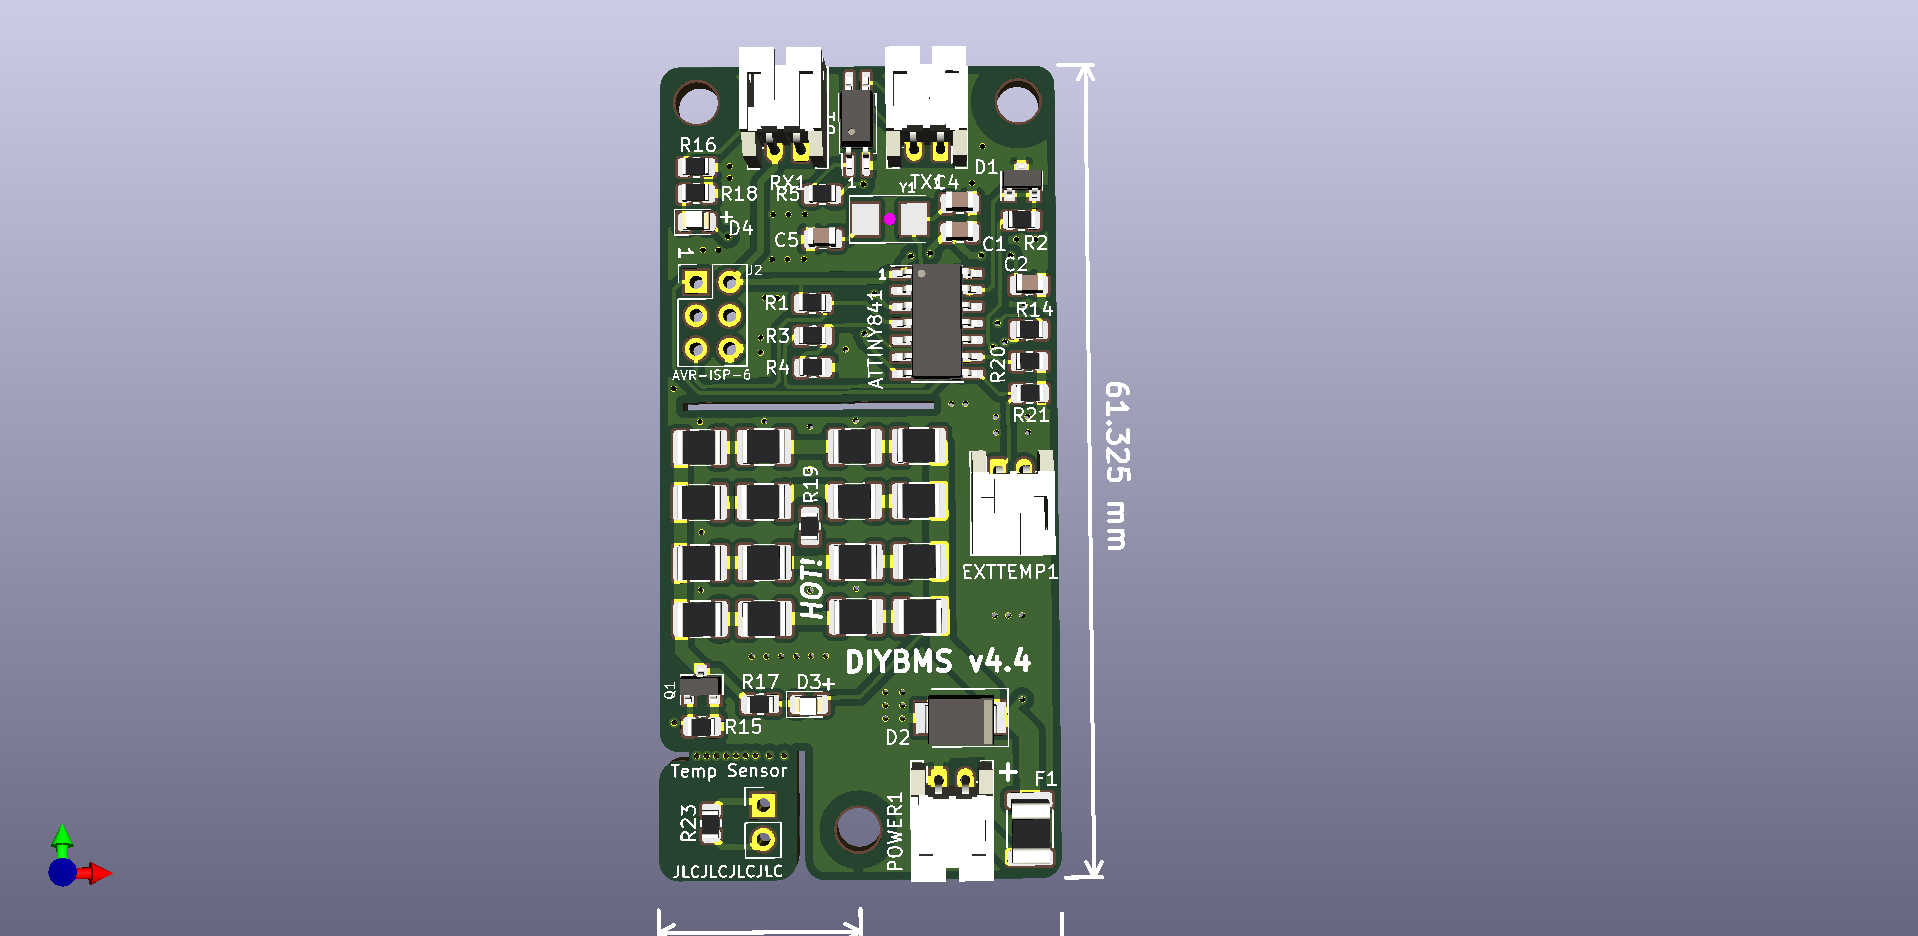 R16
RX1
1
TX1
C4
D1
R18
R5
Y1
+
D4
C5
C1
R2
1
J2
C2
1
R1
R14
R3
ATTINY841
R4
R20
AVR-ISP-6
R21
61.325 mm
R19
HOT!
EXTTEMP1
DIYBMS v4.4
Q1
R17
D3+
R15
D2
Temp Sensor
+
F1
R23
POWER1
JLCJLCJLCJLC